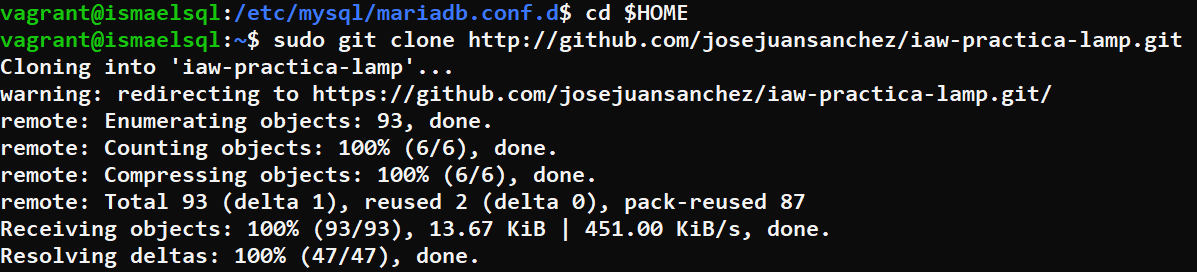 vagrant@ismaelsql:/etc/mysql/mariadb.conf.d$ cd $HOME
vagrant@ismaelsql:~$ sudo git clone http://github.com/josejuansanchez/iaw-practica-lamp.git
Cloning into 'iaw-practica-lamp'...
warning: redirecting to https://github.com/josejuansanchez/iaw-practica-lamp.git/
remote: Enumerating objects: 93, done.
remote: Counting objects: 100% (6/6), done.
remote: Compressing objects: 100% (6/6), done.
remote: Total 93 (delta 1), reused 2 (delta 0), pack-reused 87
Receiving objects: 100% (93/93), 13.67 KiB | 451.00 KiB/s, done.
Resolving deltas: 100% (47/47), done.